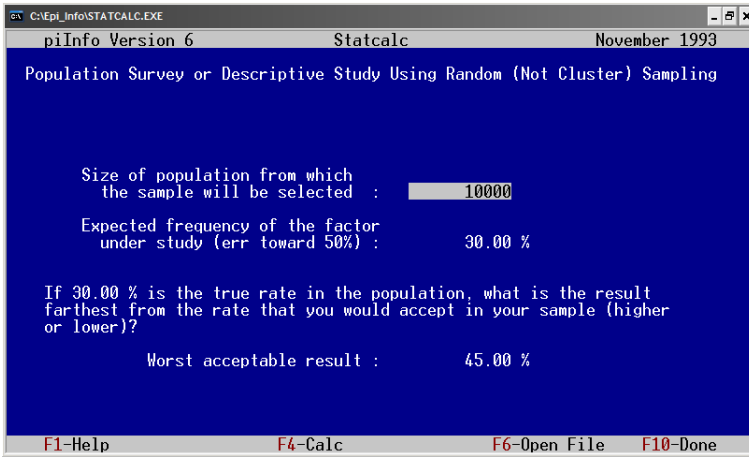 C:\Epi_Info\STATCALC.EXE
piInfo Version 6 Statcalc November 1993
Population Survey or Descriptive Study Using Random (Not Cluster) Sampling
Size of population from which
the sample will be selected : 10000
Expected frequency of the factor
under study (err toward 50%) : 30.00 %
If 30.00 % is the true rate in the population, what is the result
farthest from the rate that you would accept in your sample (higher
or lower)?
Worst acceptable result : 45.00 %
F1-Help F4-Calc F6-Open File F10-Done